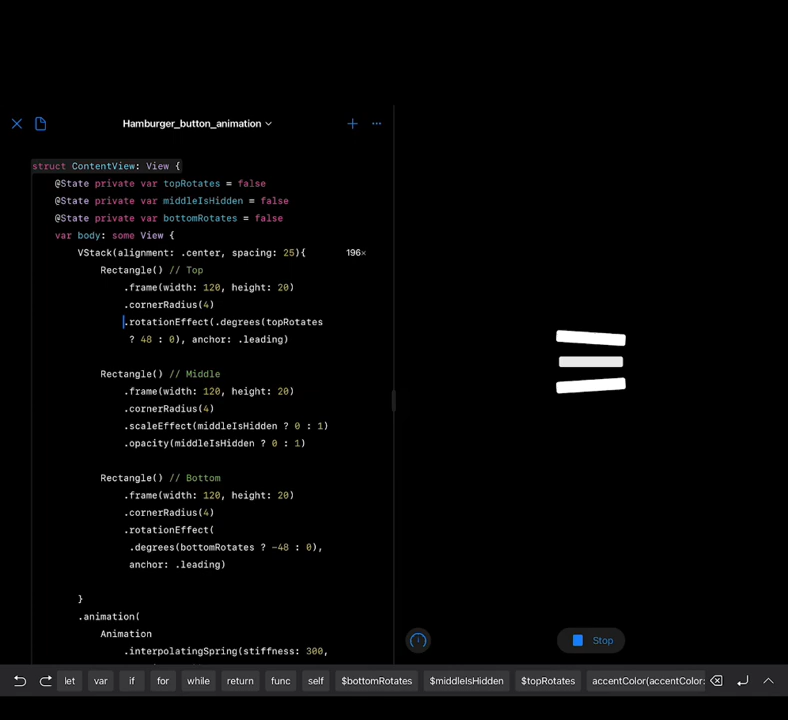 Hamburger_button_animation
struct ContentView: View {
@State private var topRotates = false
@State private var middleIsHidden = false
@State private var bottomRotates = false
var body: some View {
VStack(alignment: .center, spacing: 25){
196×
Rectangle() // Top
.frame(width: 120, height: 20)
.cornerRadius(4)
.rotationEffect(.degrees(topRotates
? 48 : 0), anchor: .leading)
Rectangle() // Middle
.frame(width: 120, height: 20)
.cornerRadius(4)
.scaleEffect(middleIsHidden ? 0 : 1)
.opacity(middleIsHidden ? 0 : 1)
Rectangle() // Bottom
.frame(width: 120, height: 20)
.cornerRadius(4)
.rotationEffect(
.degrees(bottomRotates ? -48 : 0),
anchor: .leading)
}
.animation(
Animation
.interpolatingSpring(stiffness: 300,
Stop
let var if for while return func self $bottomRotates $middleIsHidden $topRotates accentColor(accentColor: